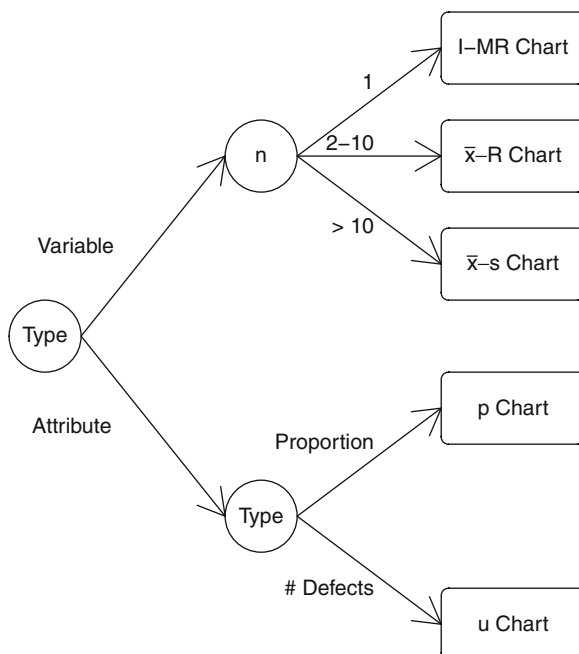 I–MR Chart
1
n
2–10
x̄–R Chart
> 10
x̄–s Chart
Variable
Type
Attribute
p Chart
Proportion
Type
# Defects
u Chart